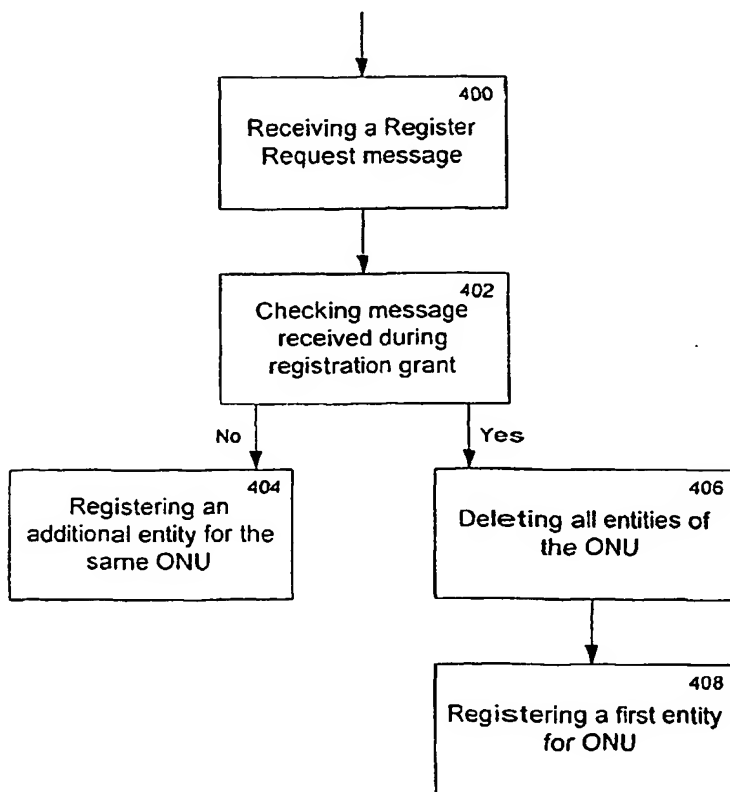 400
Receiving a Register
Request message
402
Checking message
received during
registration grant
No
Yes
404
Registering an
additional entity for the
same ONU
406
Deleting all entities of
the ONU
408
Registering a first entity
for ONU